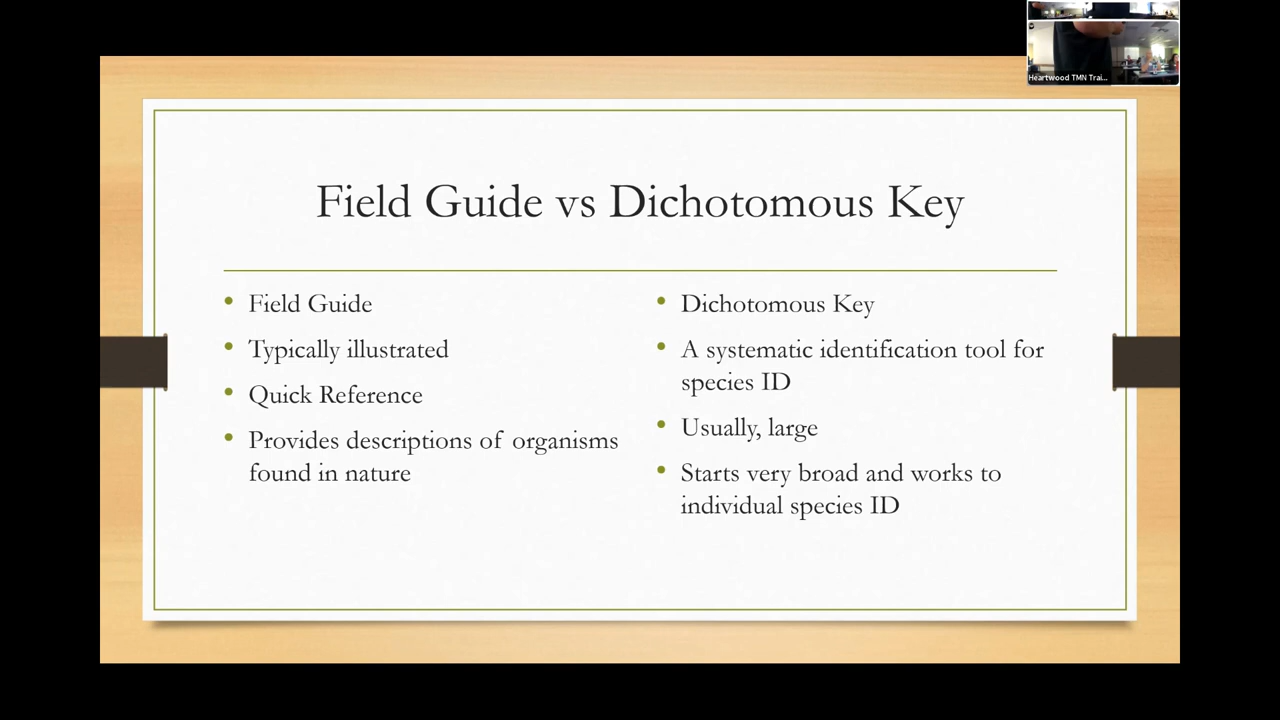 Heartwood TMN Trai...
Field Guide vs Dichotomous Key
Field Guide
Typically illustrated
Quick Reference
Provides descriptions of organisms
found in nature
Dichotomous Key
A systematic identification tool for
species ID
Usually, large
Starts very broad and works to
individual species ID